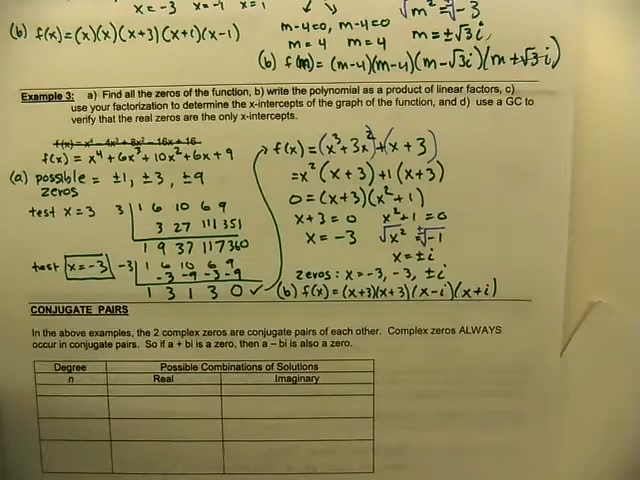 x = -3 x = -1 x = 1
(b) f(x) = (x)(x)(x+3)(x+1)(x-1)
√m² = ±√-3
m-4=0, m-4=0
m = 4 m = 4 m = ±√3 i
(b) f(m) = (m-4)(m-4)(m-√3i)(m+√3i)
Example 3: a) Find all the zeros of the function, b) write the polynomial as a product of linear factors, c)
use your factorization to determine the x-intercepts of the graph of the function, and d) use a GC to
verify that the real zeros are the only x-intercepts.
f(x) = x⁴ - 4x³ + 8x² - 16x + 16
f(x) = x⁴ + 6x³ + 10x² + 6x + 9
(a) possible zeros = ±1, ±3, ±9
test x = 3 3 | 1 6 10 6 9
3 27 111 351
1 9 37 117 360
test x = -3 -3 | 1 6 10 6 9
-3 -9 -3 -9
1 3 1 3 0 ✓
f(x) = (x³ + 3x²) + (x + 3)
= x² (x + 3) + 1 (x + 3)
0 = (x + 3)(x² + 1)
x + 3 = 0 x² + 1 = 0
x = -3 √x² = ±√-1
x = ± i
zeros: x = -3, -3, ± i
(b) f(x) = (x+3)(x+3)(x-i)(x+i)
CONJUGATE PAIRS
In the above examples, the 2 complex zeros are conjugate pairs of each other. Complex zeros ALWAYS
occur in conjugate pairs. So if a + bi is a zero, then a – bi is also a zero.
Degree Possible Combinations of Solutions
n Real Imaginary